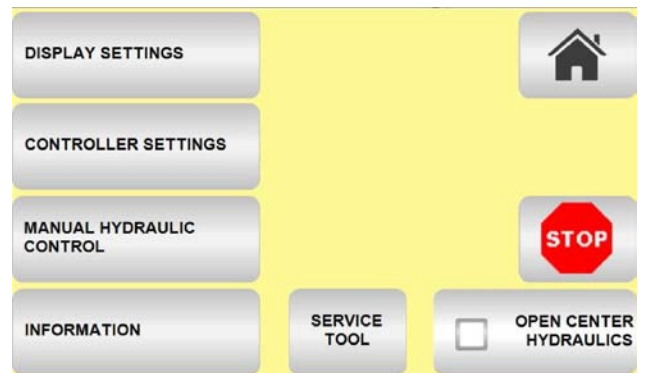 DISPLAY SETTINGS
CONTROLLER SETTINGS
MANUAL HYDRAULIC
CONTROL
STOP
INFORMATION
SERVICE
TOOL
OPEN CENTER
HYDRAULICS